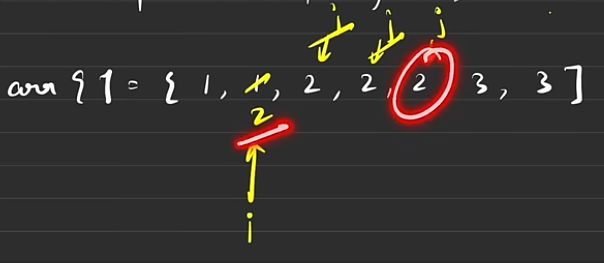 j j j
arr { ] = { 1, 1, 2, 2, 2, 3, 3 ]
2
i